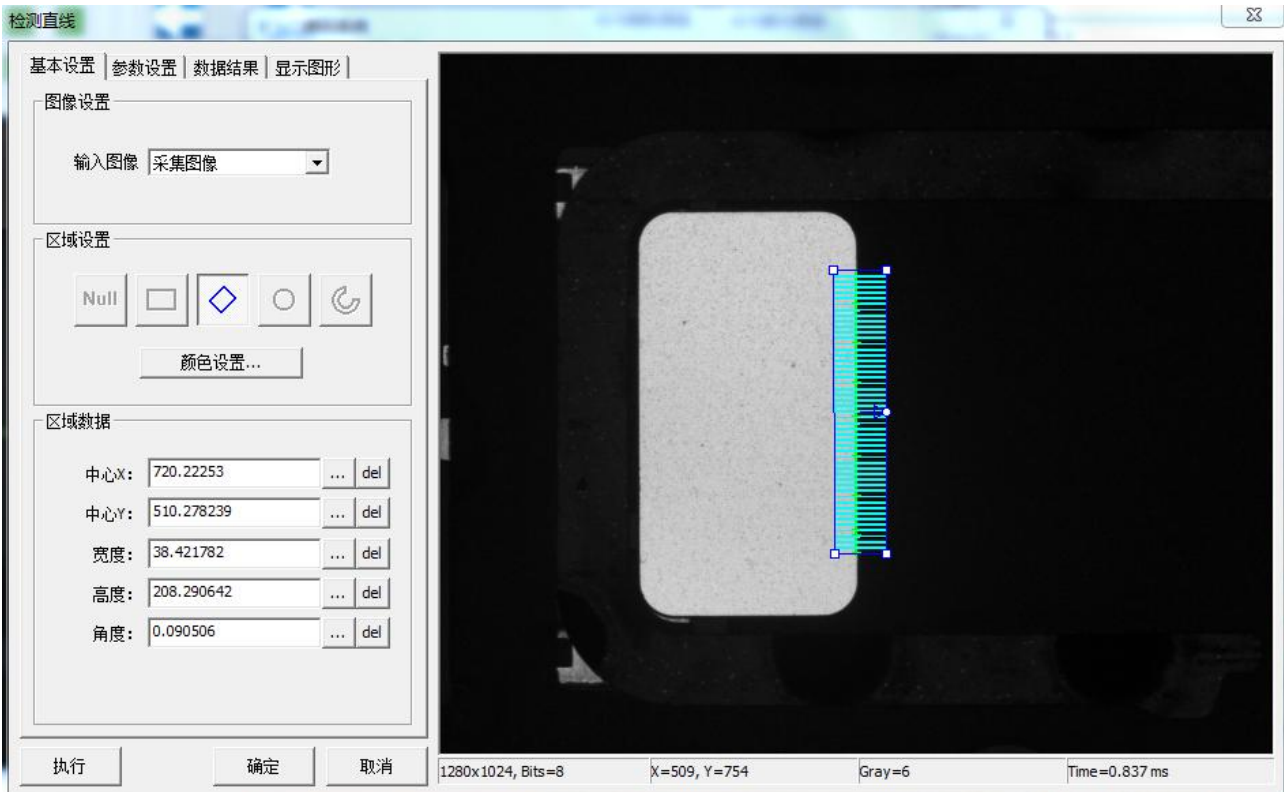 检测直线
基本设置 参数设置 数据结果 显示图形
图像设置
输入图像 采集图像
区域设置
Null
颜色设置...
区域数据
中心X: 720.22253 ... del
中心Y: 510.278239 ... del
宽度: 38.421782 ... del
高度: 208.290642 ... del
角度: 0.090506 ... del
执行 确定 取消
1280x1024, Bits=8 X=509, Y=754 Gray=6 Time=0.837 ms